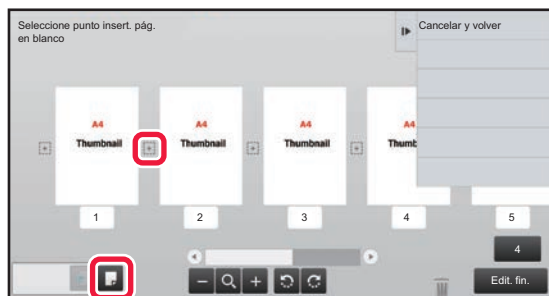 Seleccione punto insert. pág.
en blanco
Cancelar y volver
A4
Thumbnail
A4
Thumbnail
A4
Thumbnail
A4
Thumb
1
2
3
4
5
4
Edit. fin.